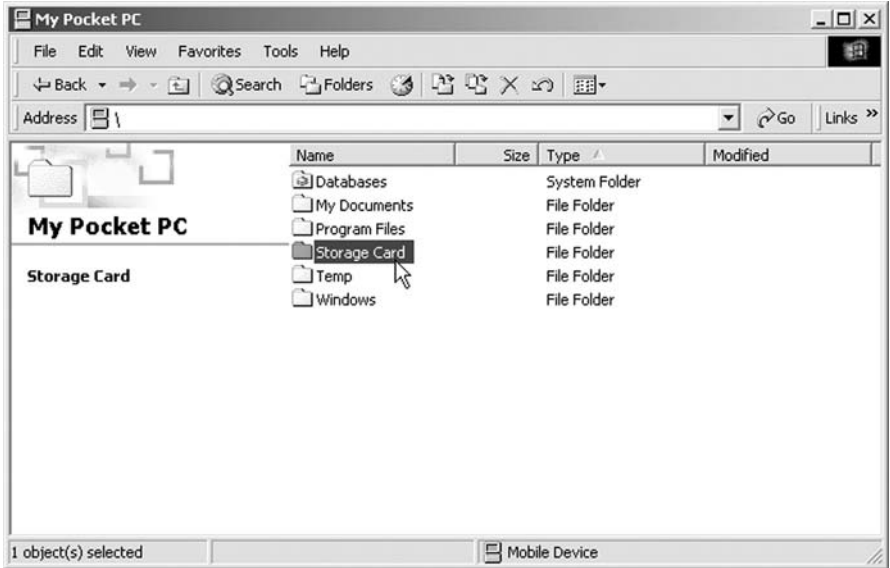 My Pocket PC
File Edit View Favorites Tools Help
Back Search Folders
Address \ Go Links »
Name Size Type Modified
Databases System Folder
My Documents File Folder
My Pocket PC Program Files File Folder
Storage Card File Folder
Storage Card Temp File Folder
Windows File Folder
1 object(s) selected Mobile Device